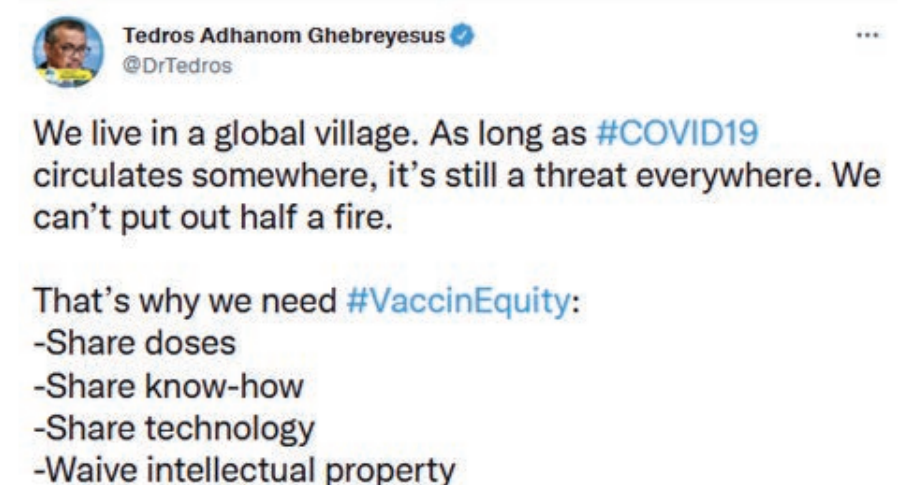 Tedros Adhanom Ghebreyesus
@DrTedros
We live in a global village. As long as #COVID19
circulates somewhere, it's still a threat everywhere. We
can't put out half a fire.
That's why we need #VaccinEquity:
-Share doses
-Share know-how
-Share technology
-Waive intellectual property